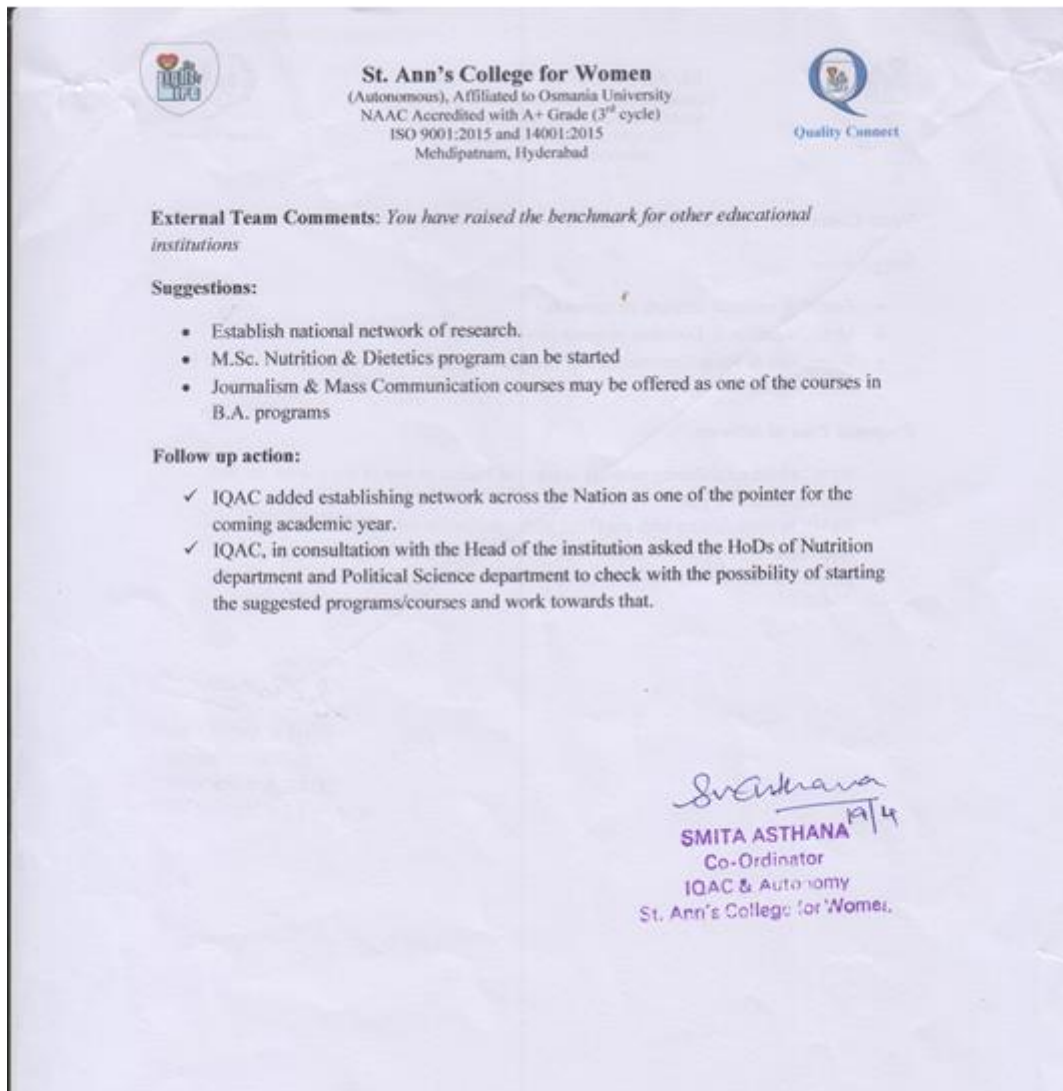 St. Ann's College for Women
(Autonomous), Affiliated to Osmania University
NAAC Accredited with A+ Grade (3rd cycle)
ISO 9001:2015 and 14001:2015
Mehdipatnam, Hyderabad
Quality Connect
External Team Comments: You have raised the benchmark for other educational
institutions
Suggestions:
• Establish national network of research.
• M.Sc. Nutrition & Dietetics program can be started
• Journalism & Mass Communication courses may be offered as one of the courses in
B.A. programs
Follow up action:
✓ IQAC added establishing network across the Nation as one of the pointer for the
coming academic year.
✓ IQAC, in consultation with the Head of the institution asked the HoDs of Nutrition
department and Political Science department to check with the possibility of starting
the suggested programs/courses and work towards that.
19/4
SMITA ASTHANA
Co-Ordinator
IQAC & Autonomy
St. Ann's College for Women.